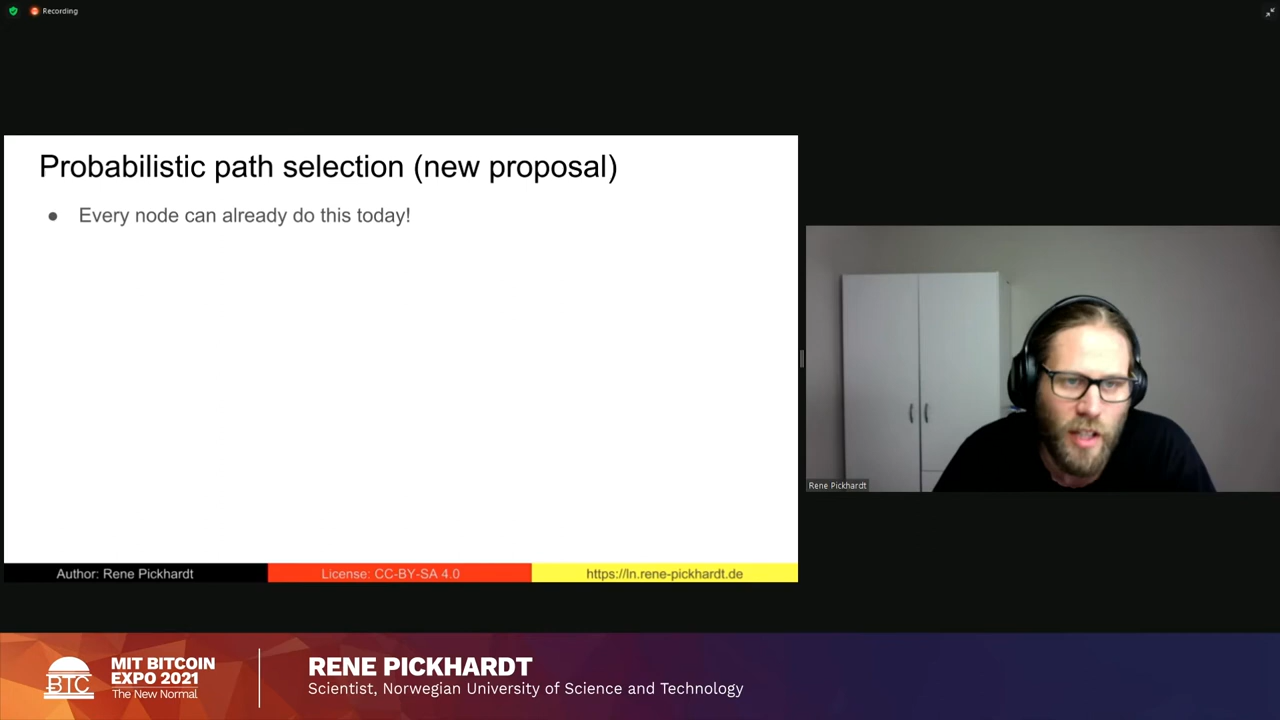 Recording
Probabilistic path selection (new proposal)
● Every node can already do this today!
Rene Pickhardt
Author: Rene Pickhardt
License: CC-BY-SA 4.0
https://ln.rene-pickhardt.de
BTC
MIT BITCOIN
EXPO 2021
The New Normal
RENE PICKHARDT
Scientist, Norwegian University of Science and Technology